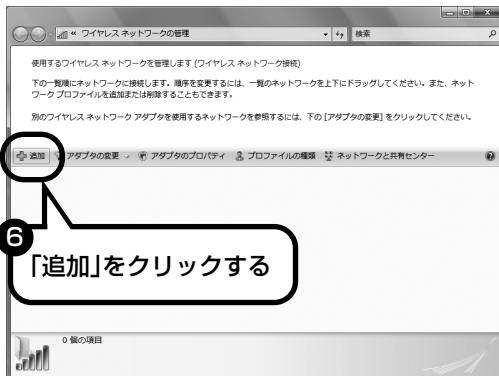 ワイヤレス ネットワークの管理
検索
使用するワイヤレス ネットワークを管理します (ワイヤレス ネットワーク接続)
下の一覧順にネットワークに接続します。順序を変更するには、一覧のネットワークを上下にドラッグしてください。また、ネット
ワーク プロファイルを追加または削除することもできます。
別のワイヤレス ネットワーク アダプタを使用するネットワークを参照するには、下の [アダプタの変更] をクリックしてください。
追加 アダプタの変更 アダプタのプロパティ プロファイルの種類 ネットワークと共有センター
6
「追加」をクリックする
0 個の項目